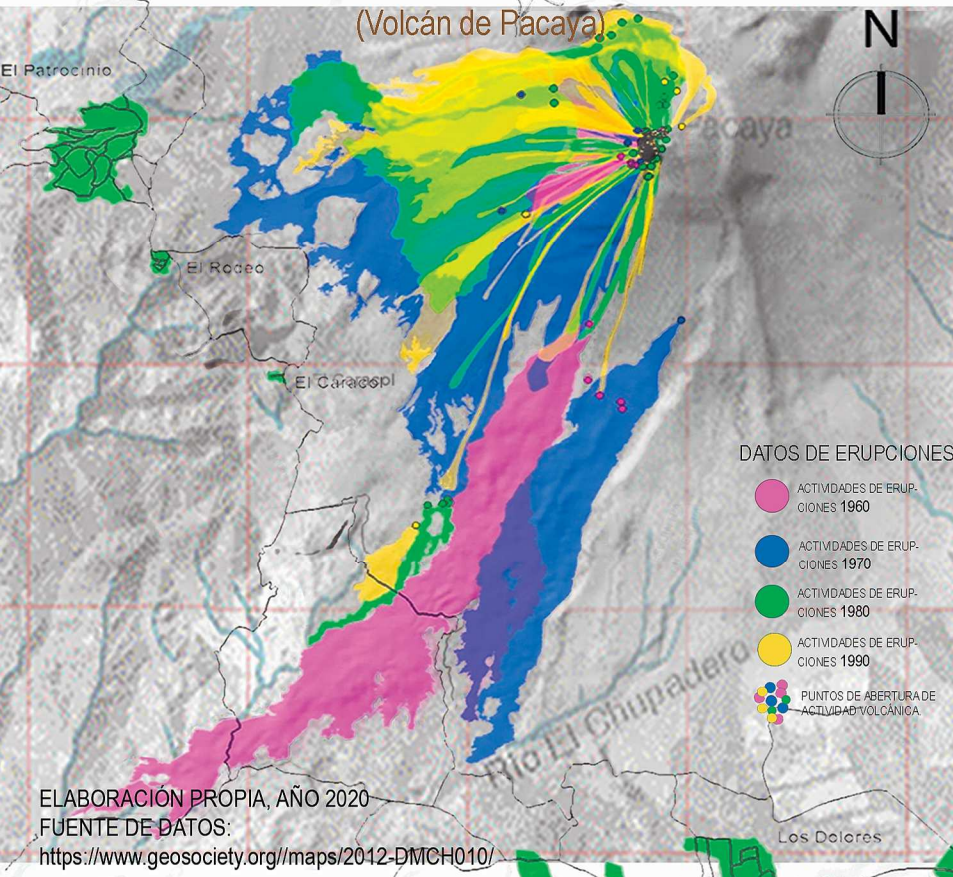 (Volcán de Pacaya)
N
El Patrocinio
Pacaya
El Rodeo
El Caracol
DATOS DE ERUPCIONES
ACTIVIDADES DE ERUP-
CIONES 1960
ACTIVIDADES DE ERUP-
CIONES 1970
ACTIVIDADES DE ERUP-
CIONES 1980
ACTIVIDADES DE ERUP-
CIONES 1990
PUNTOS DE ABERTURA DE
ACTIVIDAD VOLCÁNICA.
Río El Chupadero
ELABORACIÓN PROPIA, AÑO 2020
FUENTE DE DATOS:
https://www.geosociety.org//maps/2012-DMCH010/
Los Dolores